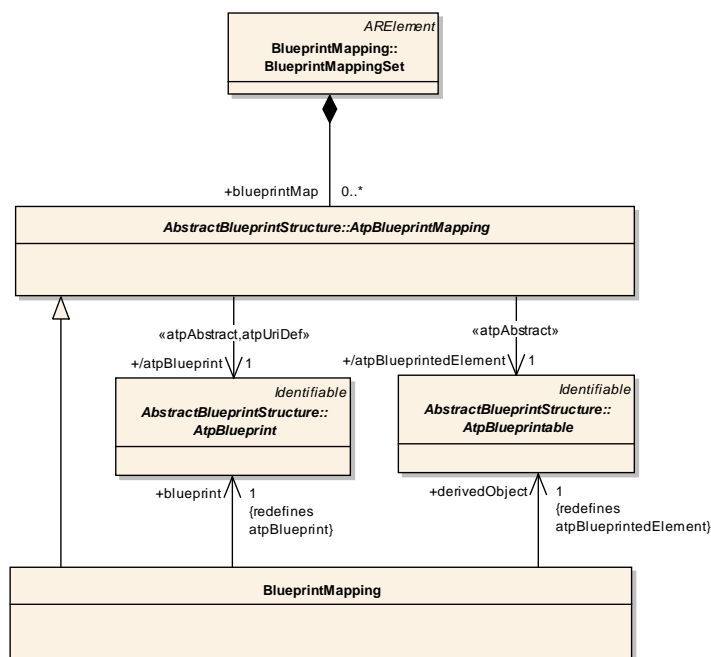 ARElement
BlueprintMapping::
BlueprintMappingSet
+blueprintMap 0..*
AbstractBlueprintStructure::AtpBlueprintMapping
«atpAbstract,atpUriDef»
«atpAbstract»
+/atpBlueprint 1
+/atpBlueprintedElement 1
Identifiable
AbstractBlueprintStructure::
AtpBlueprint
Identifiable
AbstractBlueprintStructure::
AtpBlueprintable
+blueprint 1
{redefines
atpBlueprint}
+derivedObject 1
{redefines
atpBlueprintedElement}
BlueprintMapping